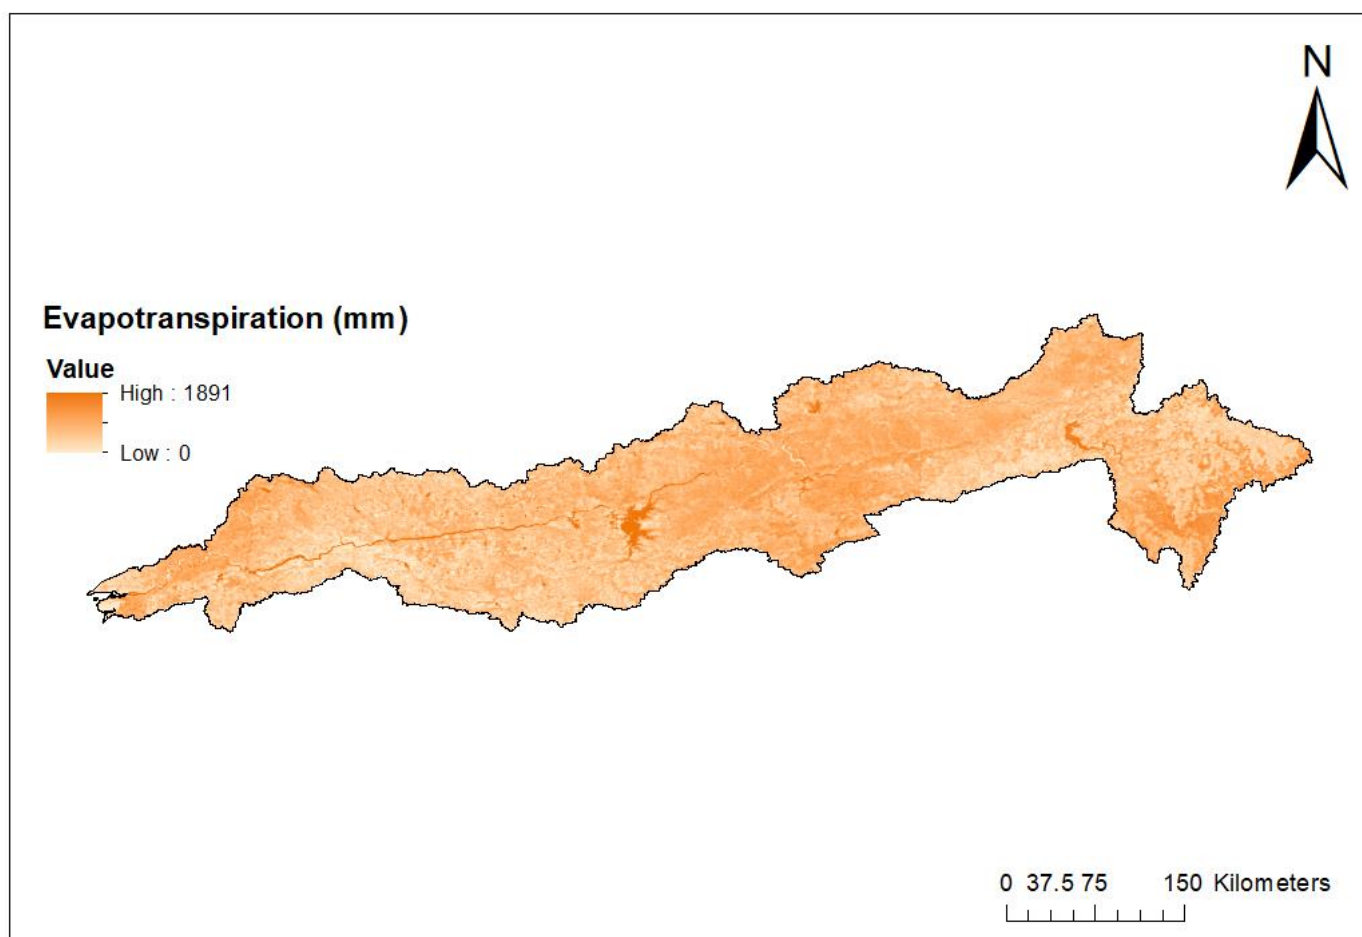 N
Evapotranspiration (mm)
Value
High : 1891
Low : 0
0 37.5 75 150 Kilometers